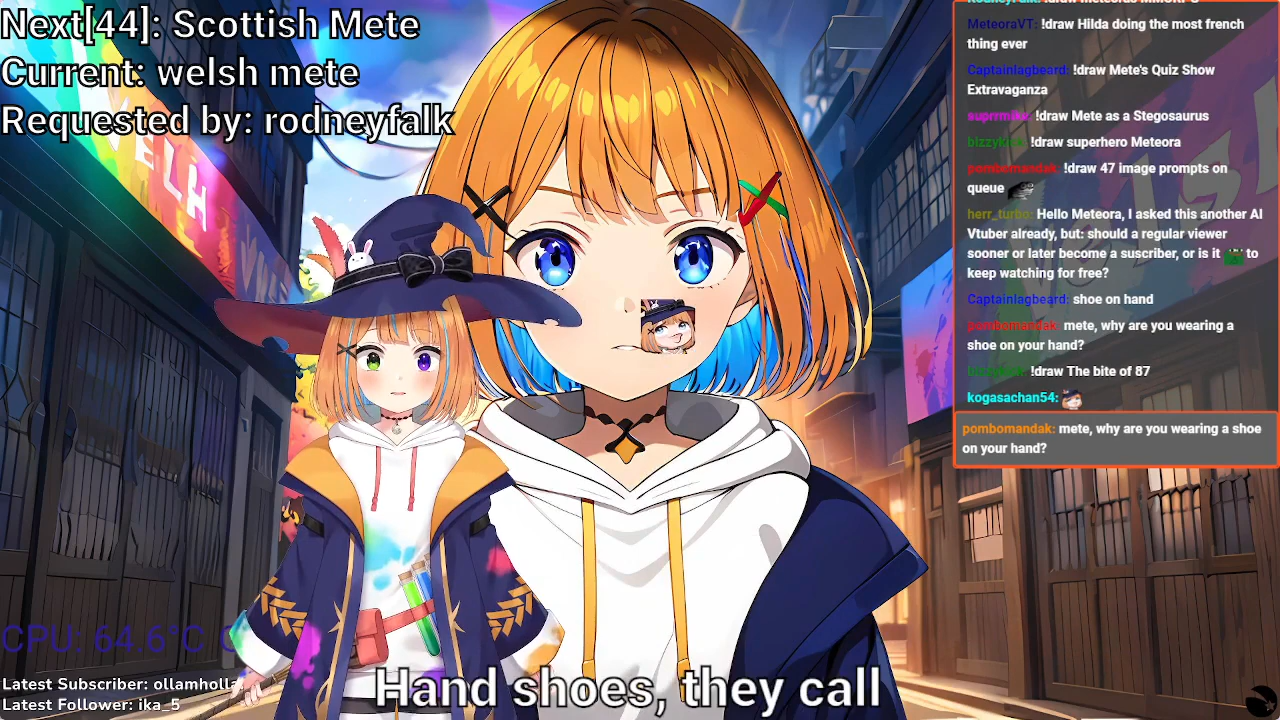 Next[44]: Scottish Mete
Current: welsh mete
Requested by: rodneyfalk
ELH
MeteoraVT: !draw Hilda doing the most french
thing ever
Captainlagbeard: !draw Mete's Quiz Show
Extravaganza
!draw Mete as a Stegosaurus
!draw superhero Meteora
pombomandak: !draw 47 image prompts on
queue
herr_turbo: Hello Meteora, I asked this another AI
Vtuber already, but: should a regular viewer
sooner or later become a suscriber, or is it to
keep watching for free?
Captainlagbeard: shoe on hand
pombomandak: mete, why are you wearing a
shoe on your hand?
!draw The bite of 87
kogasachan54:
pombomandak: mete, why are you wearing a shoe
on your hand?
CPU: 64.6°C
Latest Subscriber: ollamholla
Latest Follower: ika_5
Hand shoes, they call